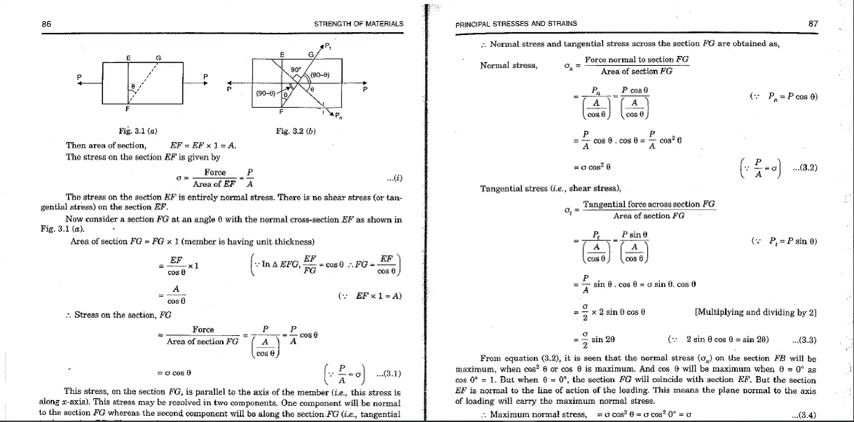 86
STRENGTH OF MATERIALS
E G
P P
θ
F
Fig. 3.1 (a)
E G Pt
90° (90–θ)
P (90–θ) θ θ P
F Pn
Fig. 3.2 (b)
Then area of section, EF = EF × 1 = A.
The stress on the section EF is given by
σ = Force / Area of EF = P / A ...(i)
The stress on the section EF is entirely normal stress. There is no shear stress (or tan-
gential stress) on the section EF.
Now consider a section FG at an angle θ with the normal cross-section EF as shown in
Fig. 3.1 (a).
Area of section FG = FG × 1 (member is having unit thickness)
= EF / cos θ × 1 (∵ In Δ EFG, EF / FG = cos θ ∴ FG = EF / cos θ)
= A / cos θ (∵ EF × 1 = A)
∴ Stress on the section, FG
= Force / Area of section FG = P / (A / cos θ) = P / A cos θ
= σ cos θ (∵ P / A = σ) ...(3.1)
This stress, on the section FG, is parallel to the axis of the member (i.e., this stress is
along x-axis). This stress may be resolved in two components. One component will be normal
to the section FG whereas the second component will be along the section FG (i.e., tangential
PRINCIPAL STRESSES AND STRAINS
87
∴ Normal stress and tangential stress across the section FG are obtained as,
Normal stress, σn = Force normal to section FG / Area of section FG
= Pn / (A / cos θ) = P cos θ / (A / cos θ) (∵ Pn = P cos θ)
= P / A cos θ . cos θ = P / A cos² θ
= σ cos² θ (∵ P / A = σ) ...(3.2)
Tangential stress (i.e., shear stress),
σt = Tangential force across section FG / Area of section FG
= Pt / (A / cos θ) = P sin θ / (A / cos θ) (∵ Pt = P sin θ)
= P / A sin θ . cos θ = σ sin θ. cos θ
= σ / 2 × 2 sin θ cos θ [Multiplying and dividing by 2]
= σ / 2 sin 2θ (∵ 2 sin θ cos θ = sin 2θ) ...(3.3)
From equation (3.2), it is seen that the normal stress (σn) on the section FB will be
maximum, when cos² θ or cos θ is maximum. And cos θ will be maximum when θ = 0° as
cos 0° = 1. But when θ = 0°, the section FG will coincide with section EF. But the section
EF is normal to the line of action of the loading. This means the plane normal to the axis
of loading will carry the maximum normal stress.
∴ Maximum normal stress, = σ cos² θ = σ cos² 0° = σ ...(3.4)